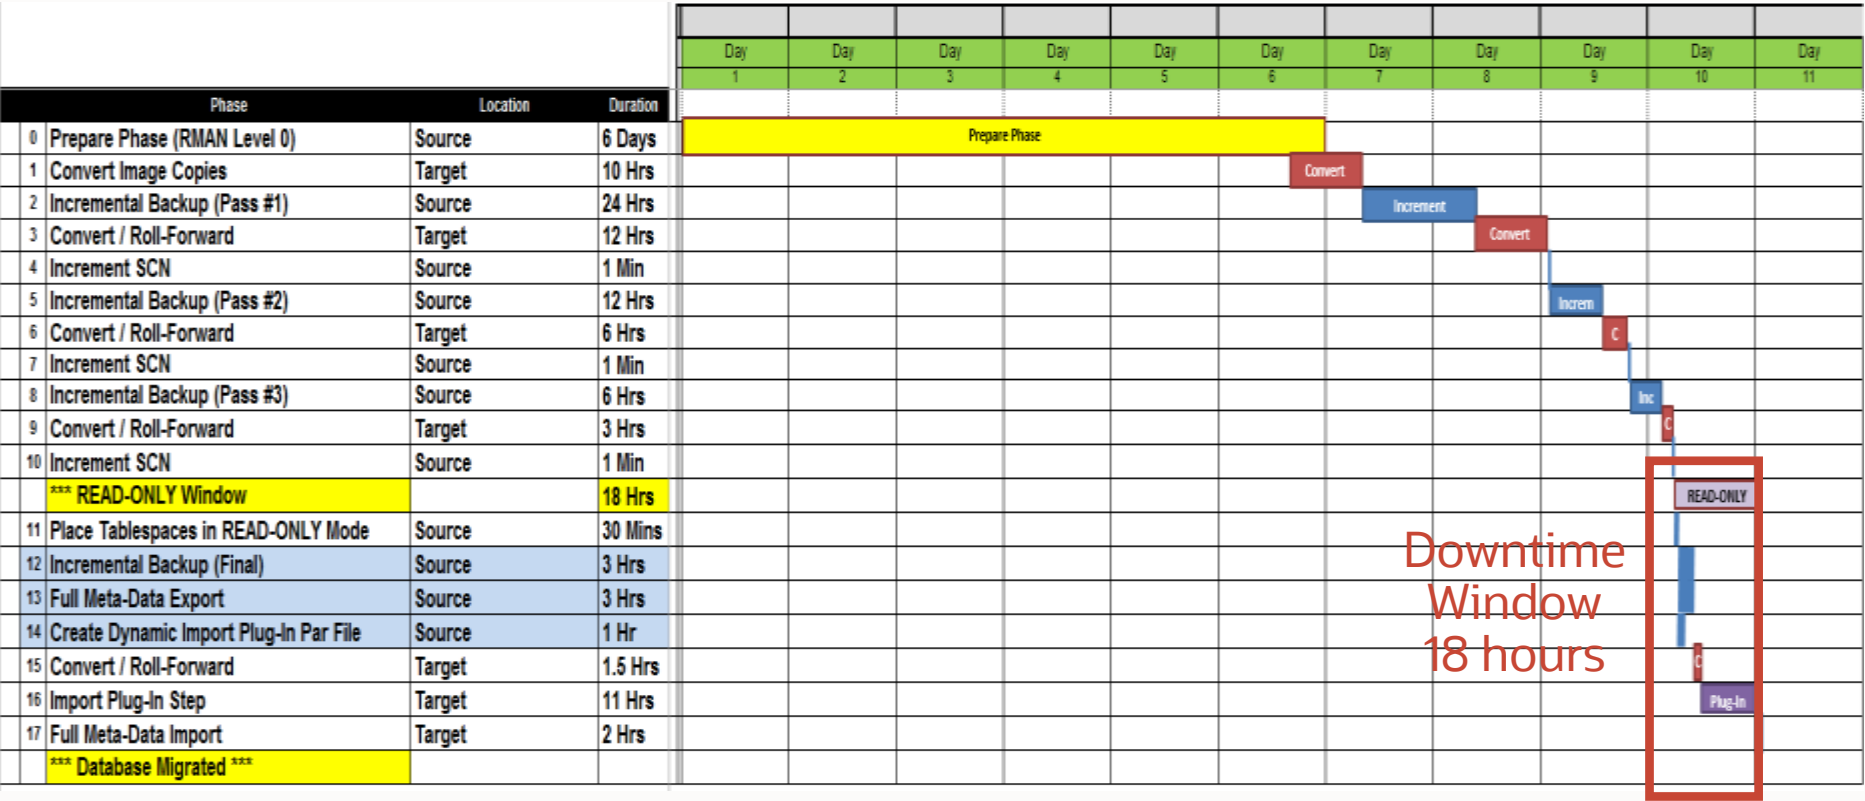 Day Day Day Day Day Day Day Day Day Day Day
1 2 3 4 5 6 7 8 9 10 11
Phase Location Duration
0 Prepare Phase (RMAN Level 0) Source 6 Days Prepare Phase
1 Convert Image Copies Target 10 Hrs Convert
2 Incremental Backup (Pass #1) Source 24 Hrs Increment
3 Convert / Roll-Forward Target 12 Hrs Convert
4 Increment SCN Source 1 Min
5 Incremental Backup (Pass #2) Source 12 Hrs Increm
6 Convert / Roll-Forward Target 6 Hrs C
7 Increment SCN Source 1 Min
8 Incremental Backup (Pass #3) Source 6 Hrs Inc
9 Convert / Roll-Forward Target 3 Hrs C
10 Increment SCN Source 1 Min
*** READ-ONLY Window 18 Hrs READ-ONLY
11 Place Tablespaces in READ-ONLY Mode Source 30 Mins
12 Incremental Backup (Final) Source 3 Hrs
13 Full Meta-Data Export Source 3 Hrs
14 Create Dynamic Import Plug-In Par File Source 1 Hr
15 Convert / Roll-Forward Target 1.5 Hrs C
16 Import Plug-In Step Target 11 Hrs Plug-In
17 Full Meta-Data Import Target 2 Hrs
*** Database Migrated ***
Downtime
Window
18 hours